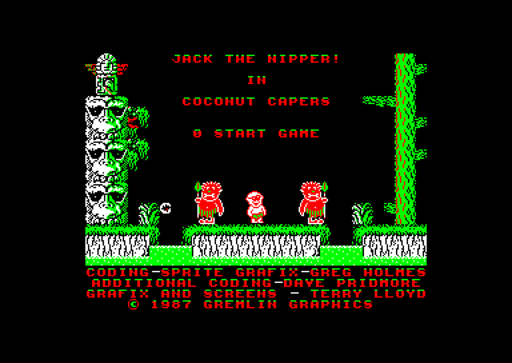 JACK THE NIPPER!
IN
COCONUT CAPERS
0 START GAME
CODING-SPRITE GRAFIX-GREG HOLMES
ADDITIONAL CODING-DAVE PRIDMORE
GRAFIX AND SCREENS - TERRY LLOYD
© 1987 GREMLIN GRAPHICS